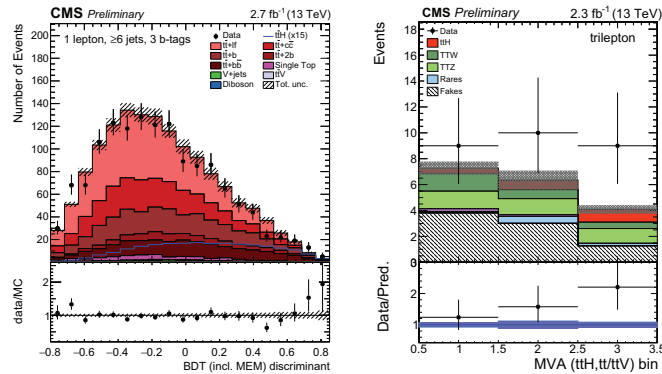 CMS Preliminary 2.7 fb⁻¹ (13 TeV)
1 lepton, ≥6 jets, 3 b-tags
Data
tt̄H (x15)
tt̄+lf
tt̄+cc̄
tt̄+b
tt̄+2b
tt̄+bb̄
Single Top
V+jets
tt̄V
Diboson
Tot. unc.
Number of Events
200
180
160
140
120
100
80
60
40
20
data/MC
2
1
−0.8 −0.6 −0.4 −0.2 0 0.2 0.4 0.6 0.8
BDT (incl. MEM) discriminant
CMS Preliminary 2.3 fb⁻¹ (13 TeV)
trilepton
Data
ttH
TTW
TTZ
Rares
Fakes
Tot. unc.
Events
18
16
14
12
10
8
6
4
2
Data/Pred.
3
2
1
0.5 1 1.5 2 2.5 3 3.5
MVA (ttH,tt/ttV) bin